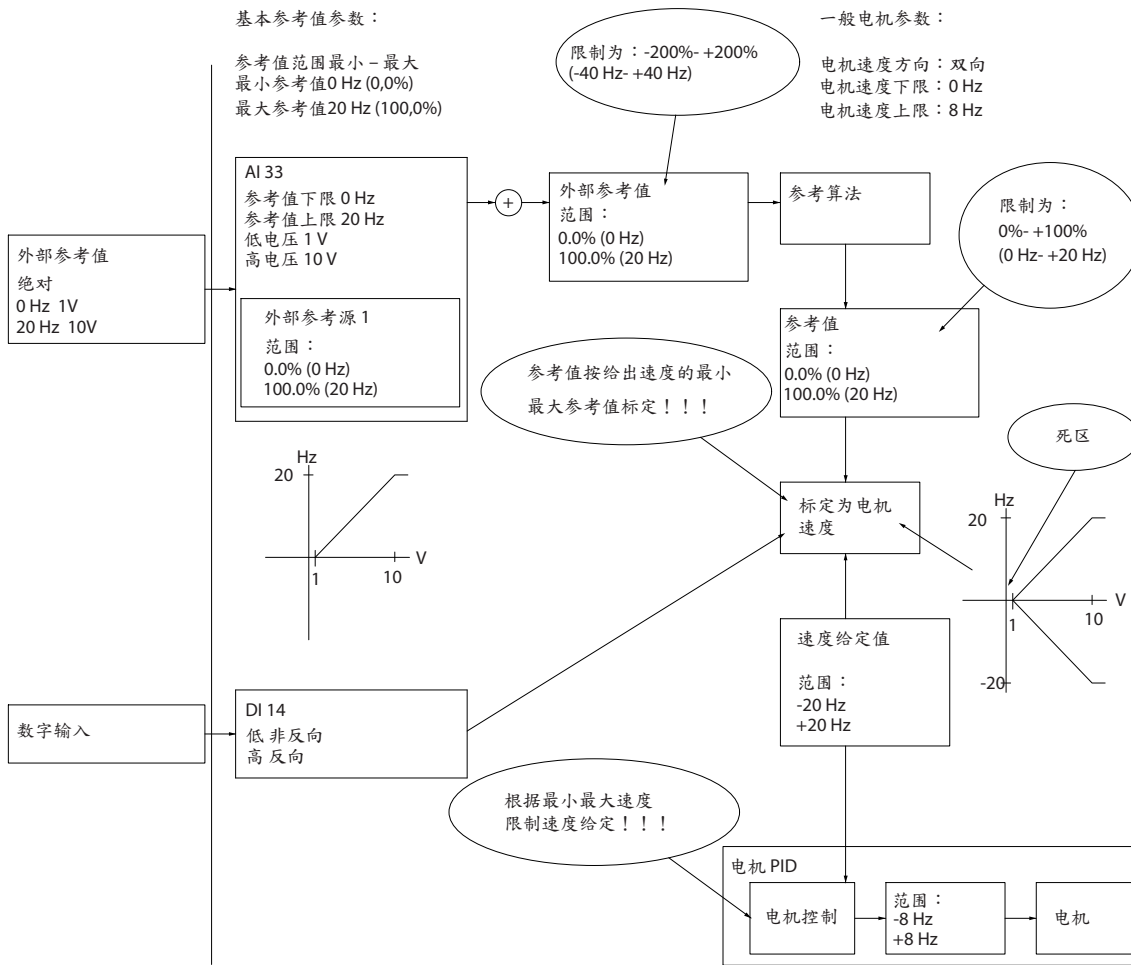 基本参考值参数：
参考值范围最小 – 最大
最小参考值0 Hz (0,0%)
最大参考值20 Hz (100,0%)
限制为：-200%- +200%
(-40 Hz- +40 Hz)
一般电机参数：
电机速度方向：双向
电机速度下限：0 Hz
电机速度上限：8 Hz
外部参考值
绝对
0 Hz 1V
20 Hz 10V
AI 33
参考值下限 0 Hz
参考值上限 20 Hz
低电压 1 V
高电压 10 V
外部参考源 1
范围：
0.0% (0 Hz)
100.0% (20 Hz)
+
外部参考值
范围：
0.0% (0 Hz)
100.0% (20 Hz)
参考算法
限制为：
0%- +100%
(0 Hz- +20 Hz)
参考值
范围：
0.0% (0 Hz)
100.0% (20 Hz)
参考值按给出速度的最小
最大参考值标定！！！
死区
Hz
20
V
1
10
标定为电机
速度
Hz
20
V
1
10
-20
速度给定值
范围：
-20 Hz
+20 Hz
数字输入
DI 14
低 非反向
高 反向
根据最小最大速度
限制速度给定！！！
电机 PID
电机控制
范围：
-8 Hz
+8 Hz
电机